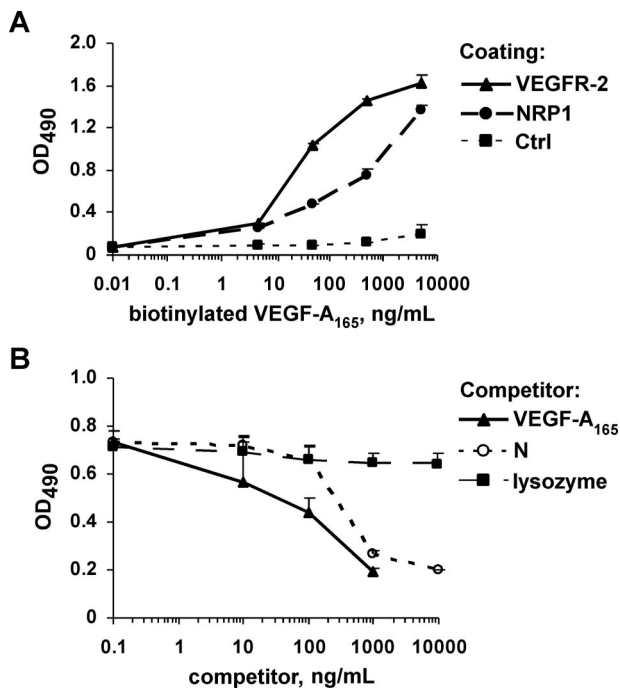 A
2.0
1.6
1.2
0.8
0.4
0
OD490
0.01 1 10 100 1000 10000
biotinylated VEGF-A165, ng/mL
Coating:
VEGFR-2
NRP1
Ctrl
B
1.0
0.8
0.6
0.4
0.2
0
OD490
0.1 1 10 100 1000 10000
competitor, ng/mL
Competitor:
VEGF-A165
N
lysozyme